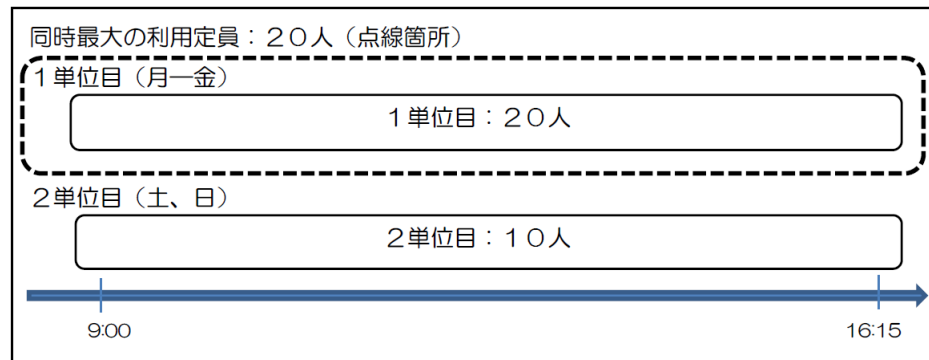 同時最大の利用定員：２０人（点線箇所）
１単位目（月―金）
１単位目：２０人
２単位目（土、日）
２単位目：１０人
9:00
16:15